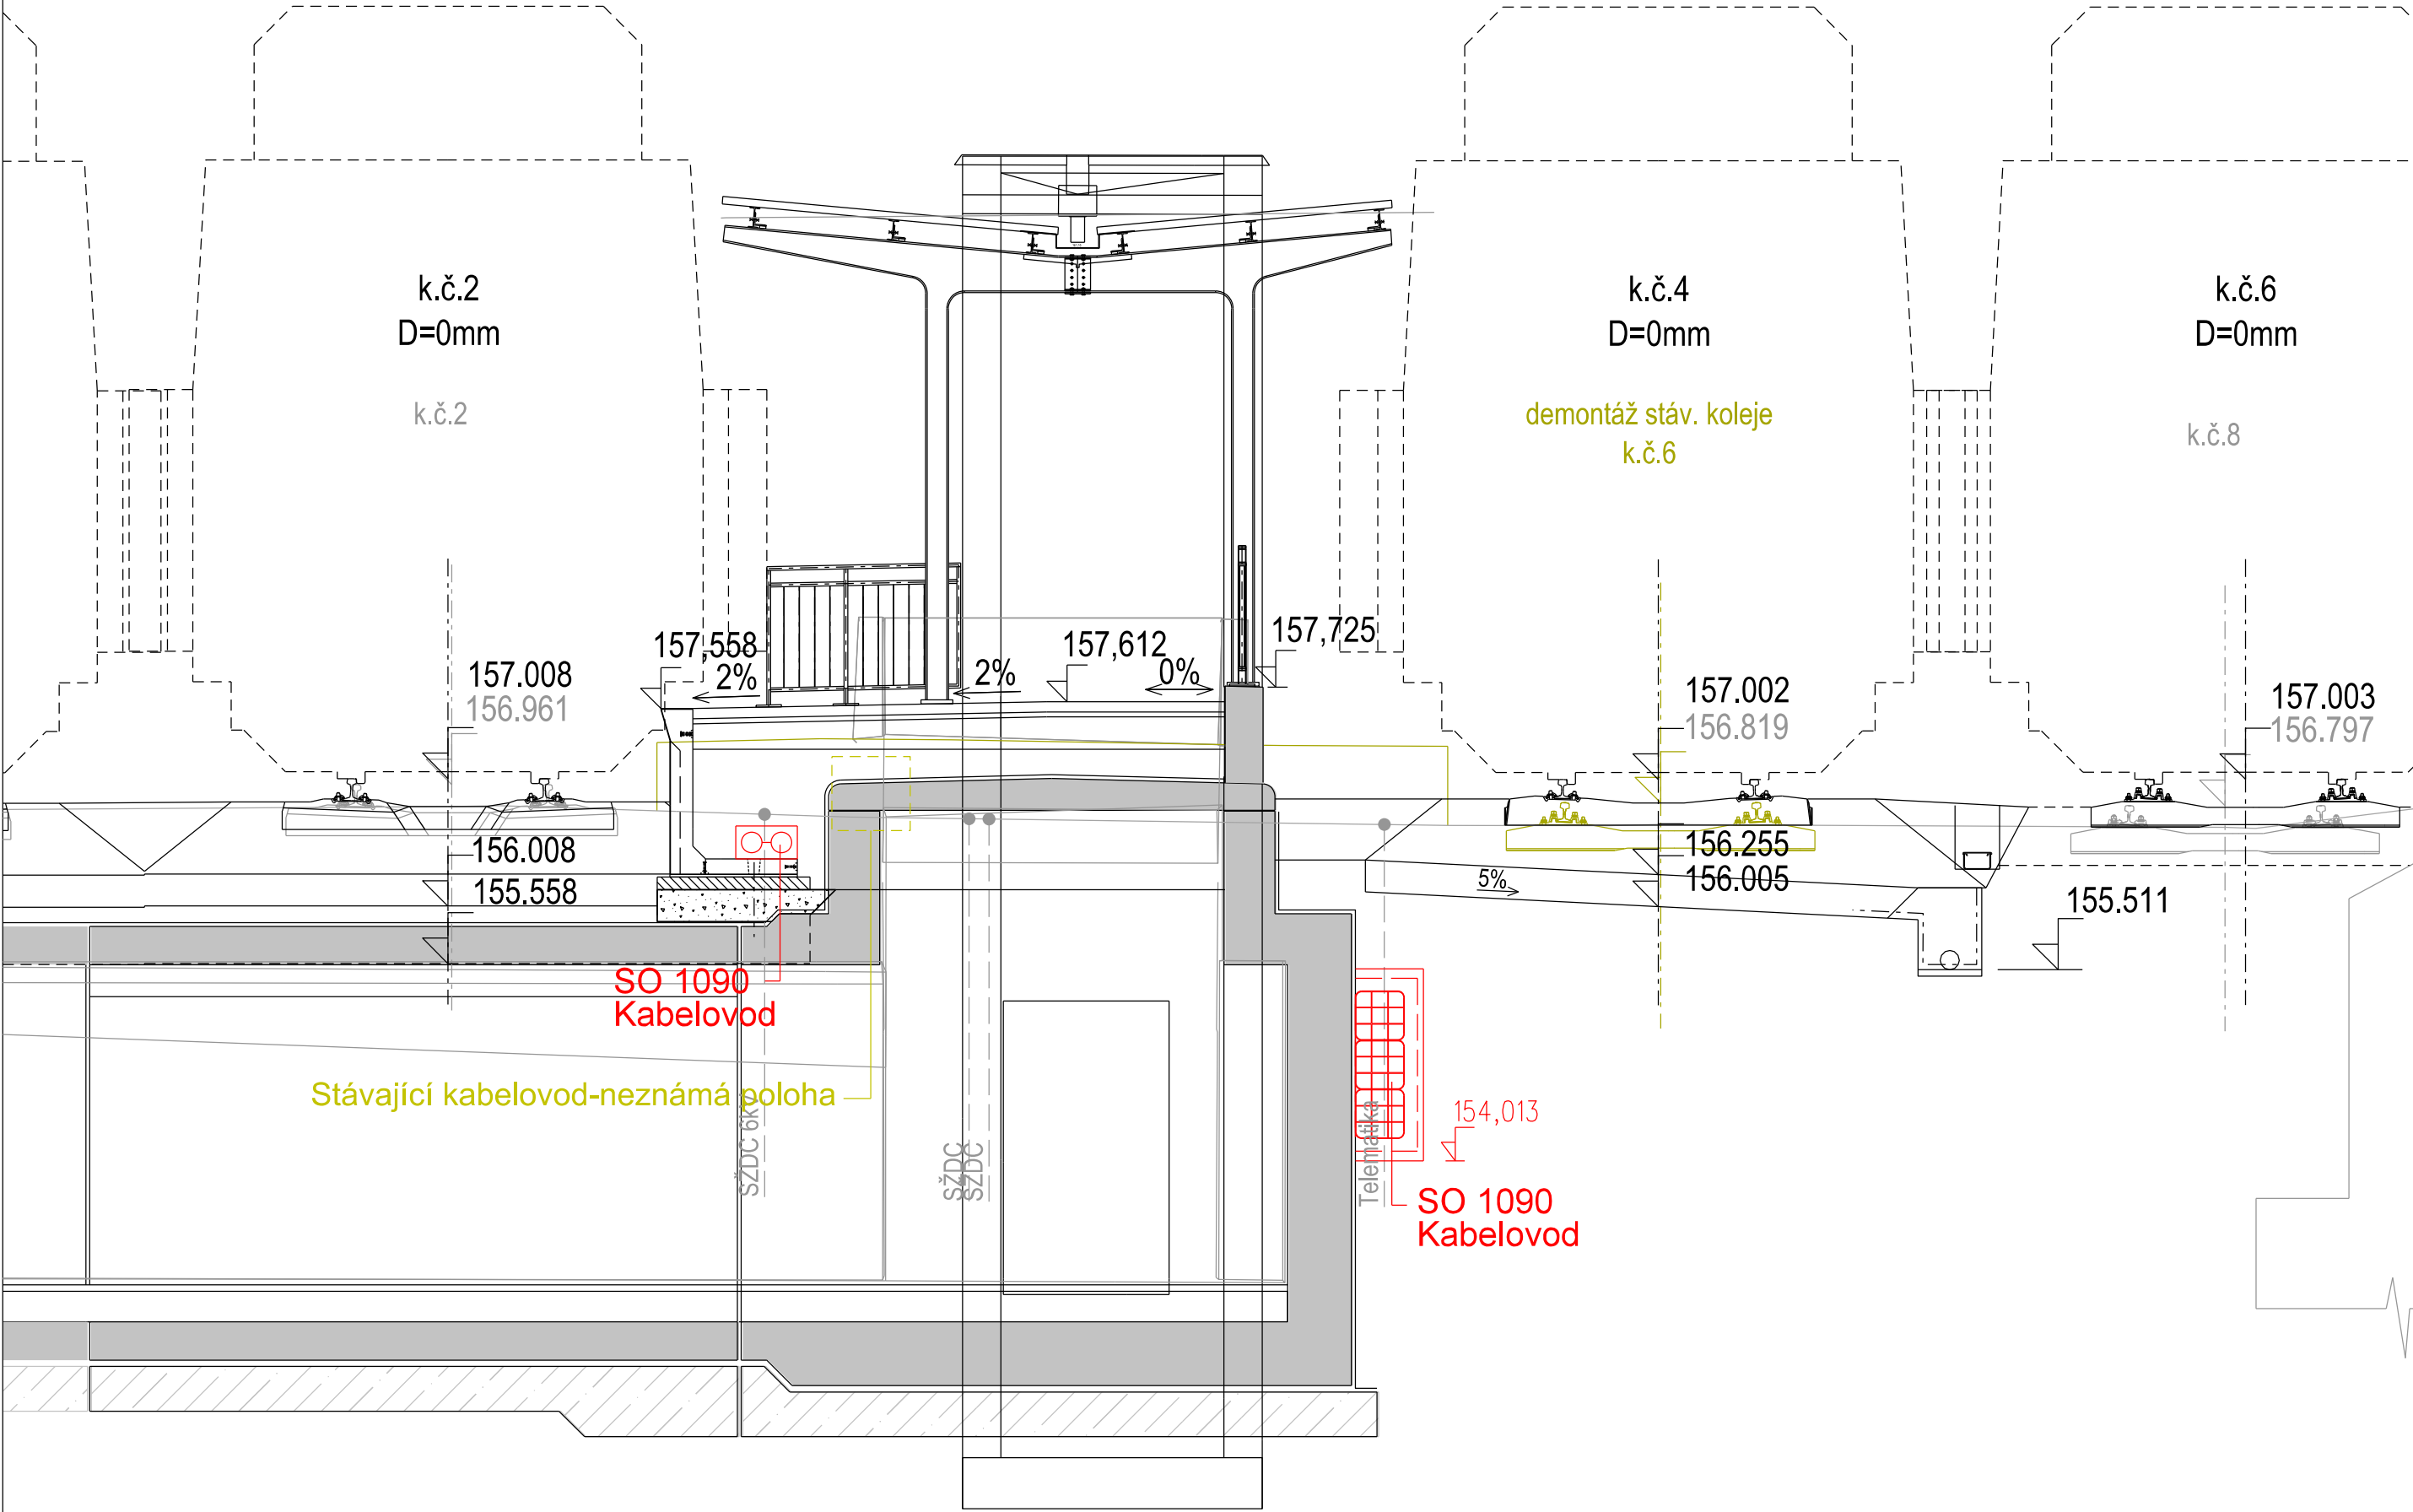 k.č.2
D=0mm
k.č.2
k.č.4
D=0mm
demontáž stáv. koleje
k.č.6
k.č.6
D=0mm
k.č.8
157,558
2%
157.008
156.961
2%
157,612
0%
157,725
157.002
156.819
157.003
156.797
156.008
155.558
156.255
156.005
5%
155.511
SO 1090
Kabelovod
Stávající kabelovod-neznámá poloha
SŽDC 6kV
SŽDC
SŽDC
Telematika
154,013
SO 1090
Kabelovod